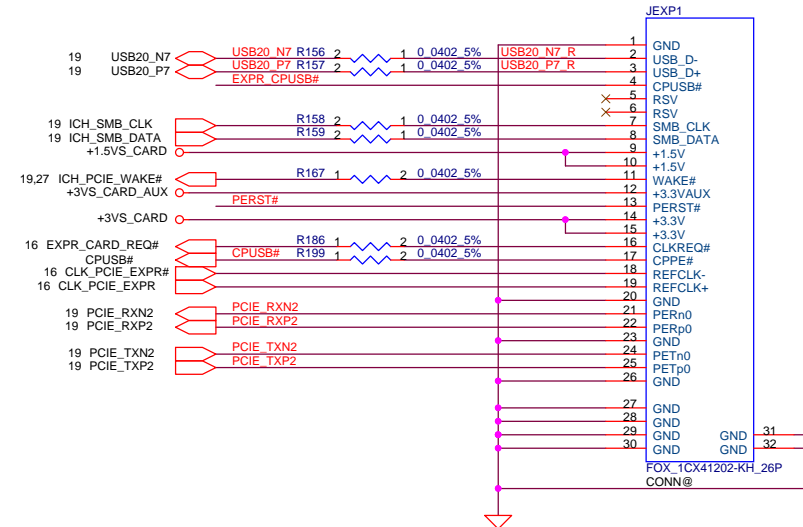 JEXP1
1 GND
19 USB20_N7 USB20_N7 R156 2 1 0_0402_5% USB20_N7_R 2 USB_D-
19 USB20_P7 USB20_P7 R157 2 1 0_0402_5% USB20_P7_R 3 USB_D+
EXPR_CPUSB# 4 CPUSB#
5 RSV
6 RSV
19 ICH_SMB_CLK R158 2 1 0_0402_5% 7 SMB_CLK
19 ICH_SMB_DATA R159 2 1 0_0402_5% 8 SMB_DATA
+1.5VS_CARD 9 +1.5V
10 +1.5V
19,27 ICH_PCIE_WAKE# R167 1 2 0_0402_5% 11 WAKE#
+3VS_CARD_AUX 12 +3.3VAUX
PERST# 13 PERST#
+3VS_CARD 14 +3.3V
15 +3.3V
16 EXPR_CARD_REQ# R186 1 2 0_0402_5% 16 CLKREQ#
CPUSB# CPUSB# R199 1 2 0_0402_5% 17 CPPE#
16 CLK_PCIE_EXPR# 18 REFCLK-
16 CLK_PCIE_EXPR 19 REFCLK+
20 GND
19 PCIE_RXN2 PCIE_RXN2 21 PERn0
19 PCIE_RXP2 PCIE_RXP2 22 PERp0
23 GND
19 PCIE_TXN2 PCIE_TXN2 24 PETn0
19 PCIE_TXP2 PCIE_TXP2 25 PETp0
26 GND
27 GND
28 GND
29 GND GND 31
30 GND GND 32
FOX_1CX41202-KH_26P
CONN@